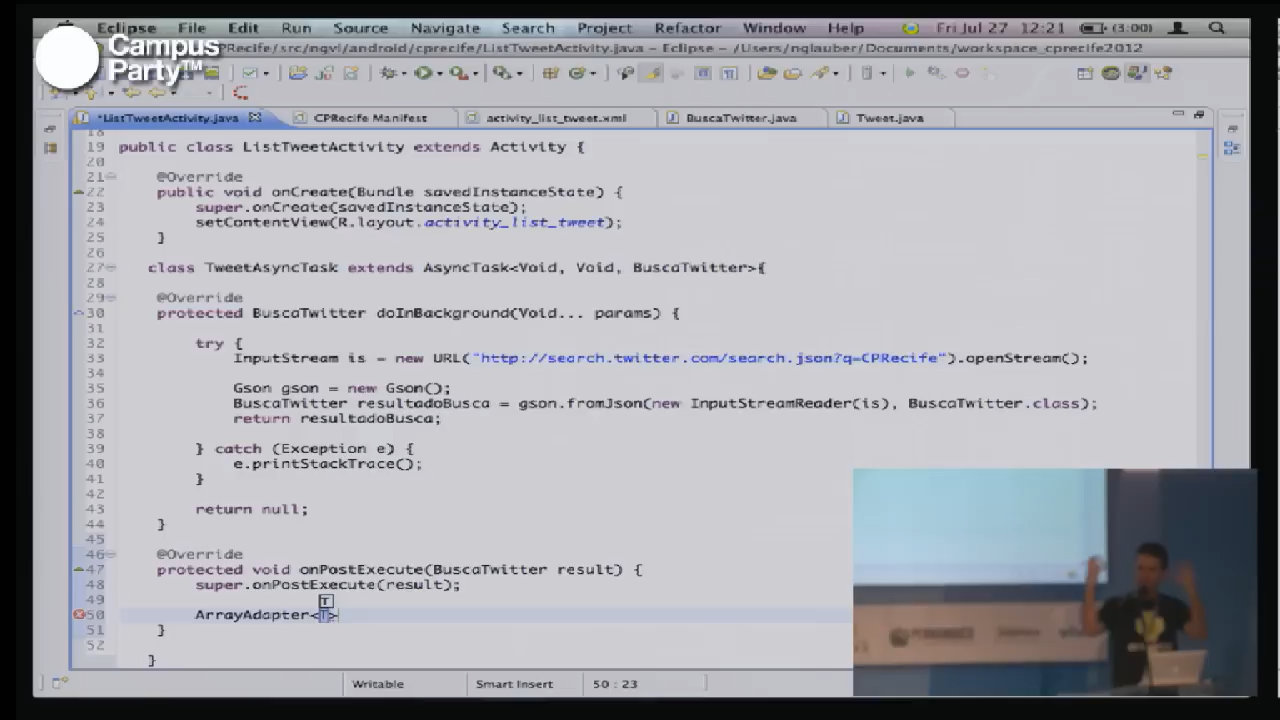 Eclipse File Edit Run Source Navigate Search Project Refactor Window Help Fri Jul 27 12:21 (3:00)
Campus
Party™
PRecife/src/ngvl/android/cprecife/ListTweetActivity.java – Eclipse – /Users/nglauber/Documents/workspace_cprecife2012
*ListTweetActivity.java CPRecife Manifest activity_list_tweet.xml BuscaTwitter.java Tweet.java
18
19 public class ListTweetActivity extends Activity {
20
21 @Override
22 public void onCreate(Bundle savedInstanceState) {
23 super.onCreate(savedInstanceState);
24 setContentView(R.layout.activity_list_tweet);
25 }
26
27 class TweetAsyncTask extends AsyncTask<Void, Void, BuscaTwitter>{
28
29 @Override
30 protected BuscaTwitter doInBackground(Void... params) {
31
32 try {
33 InputStream is = new URL("http://search.twitter.com/search.json?q=CPRecife").openStream();
34
35 Gson gson = new Gson();
36 BuscaTwitter resultadoBusca = gson.fromJson(new InputStreamReader(is), BuscaTwitter.class);
37 return resultadoBusca;
38
39 } catch (Exception e) {
40 e.printStackTrace();
41 }
42
43 return null;
44 }
45
46 @Override
47 protected void onPostExecute(BuscaTwitter result) {
48 super.onPostExecute(result);
49
T
50 ArrayAdapter<T>
51 }
52
}
Writable Smart Insert 50 : 23